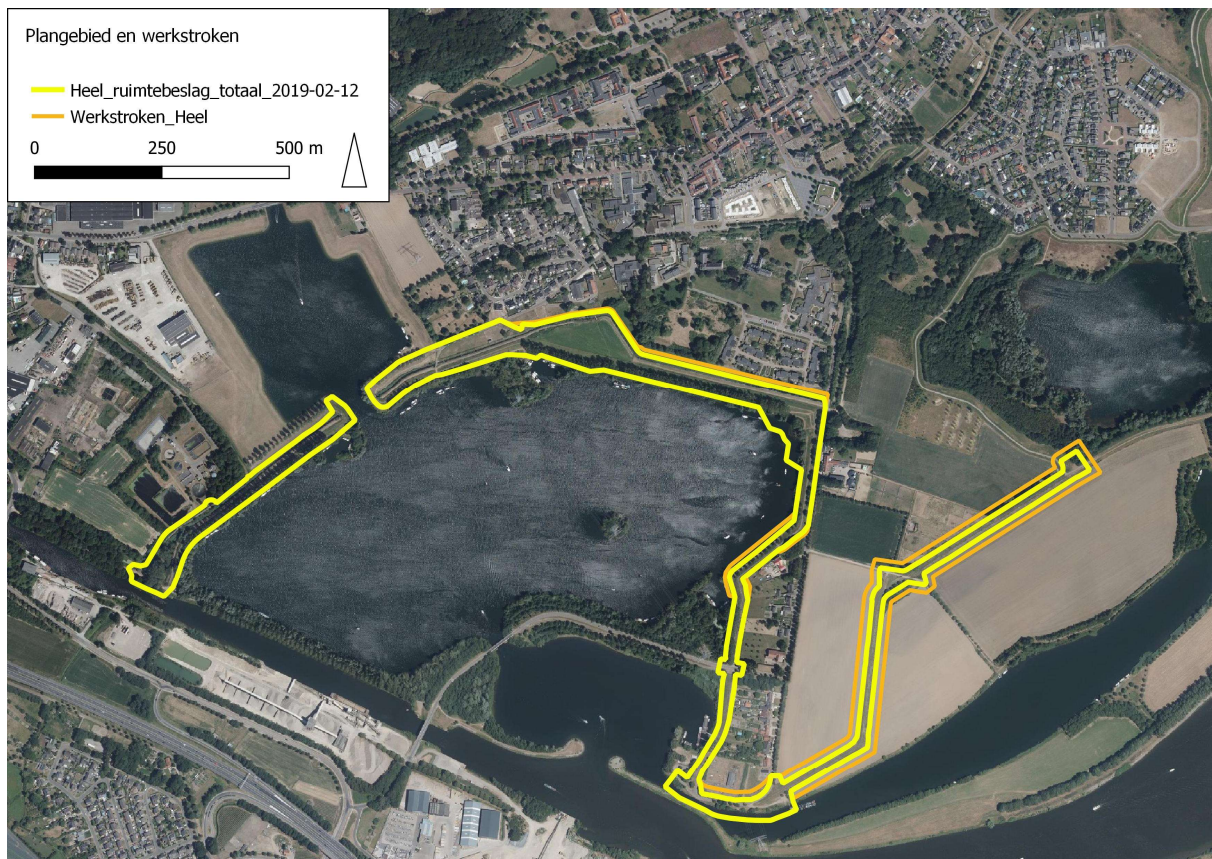 Plangebied en werkstroken
Heel_ruimtebeslag_totaal_2019-02-12
Werkstroken_Heel
0 250 500 m